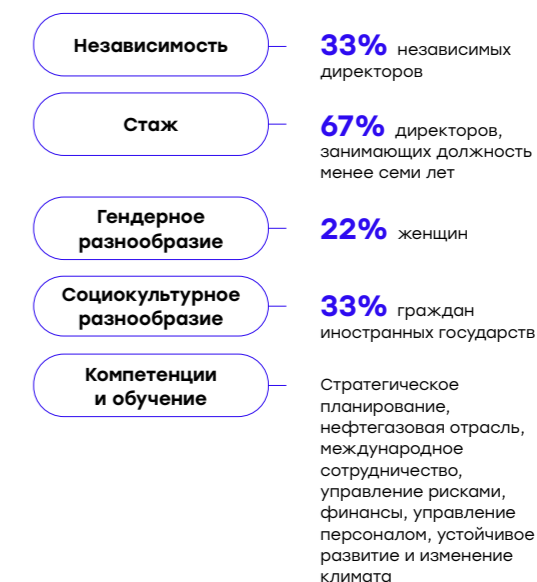 Независимость
33% независимых
директоров
Стаж
67% директоров,
занимающих должность
менее семи лет
Гендерное
разнообразие
22% женщин
Социокультурное
разнообразие
33% граждан
иностранных государств
Компетенции
и обучение
Стратегическое
планирование,
нефтегазовая отрасль,
международное
сотрудничество,
управление рисками,
финансы, управление
персоналом, устойчивое
развитие и изменение
климата